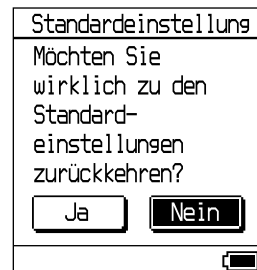 Standardeinstellung
Möchten Sie
wirklich zu den
Standard-
einstellungen
zurückkehren?
Ja Nein